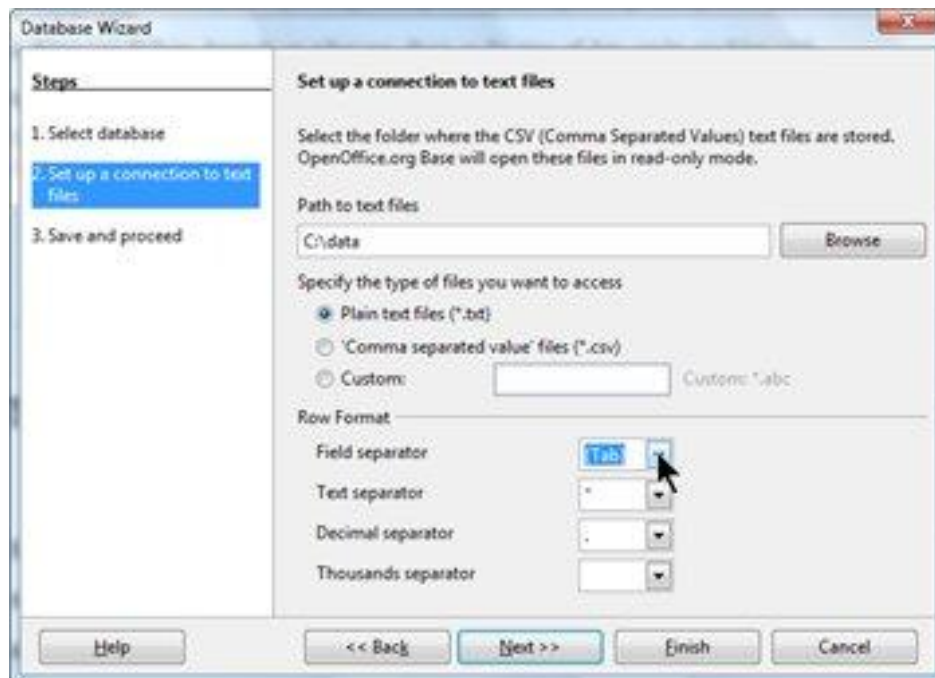 Database Wizard
Steps
1. Select database
2. Set up a connection to text
files
3. Save and proceed
Set up a connection to text files
Select the folder where the CSV (Comma Separated Values) text files are stored.
OpenOffice.org Base will open these files in read-only mode.
Path to text files
C:\data
Browse
Specify the type of files you want to access
Plain text files (*.txt)
'Comma separated value' files (*.csv)
Custom:
Custom: *.abc
Row Format
Field separator
{Tab}
Text separator
"
Decimal separator
.
Thousands separator
Help
<< Back
Next >>
Finish
Cancel